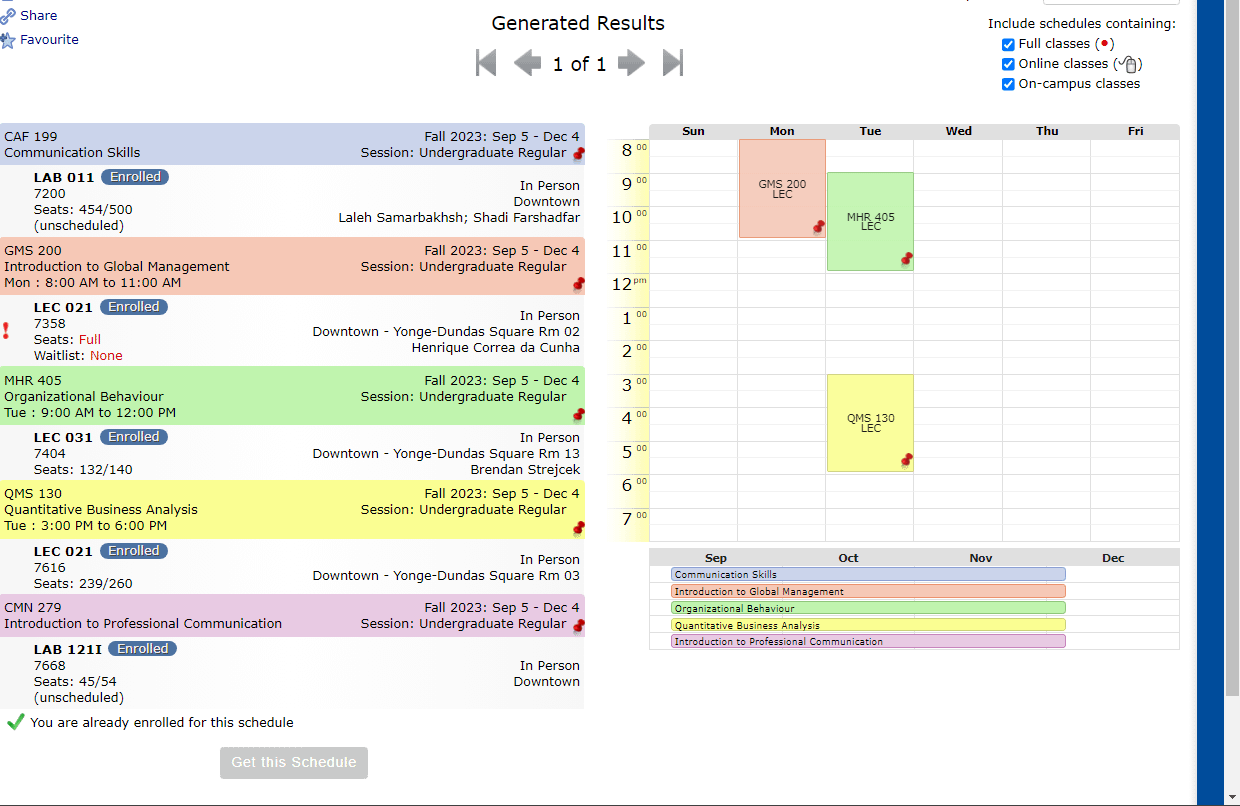 Share
Favourite
Generated Results
1 of 1
Include schedules containing:
Full classes (•)
Online classes ( )
On-campus classes
CAF 199 Fall 2023: Sep 5 - Dec 4
Communication Skills Session: Undergraduate Regular
LAB 011 Enrolled
7200 In Person
Seats: 454/500 Downtown
(unscheduled) Laleh Samarbakhsh; Shadi Farshadfar
GMS 200 Fall 2023: Sep 5 - Dec 4
Introduction to Global Management Session: Undergraduate Regular
Mon : 8:00 AM to 11:00 AM
LEC 021 Enrolled
7358 In Person
Seats: Full Downtown - Yonge-Dundas Square Rm 02
Waitlist: None Henrique Correa da Cunha
MHR 405 Fall 2023: Sep 5 - Dec 4
Organizational Behaviour Session: Undergraduate Regular
Tue : 9:00 AM to 12:00 PM
LEC 031 Enrolled In Person
7404 Downtown - Yonge-Dundas Square Rm 13
Seats: 132/140 Brendan Strejcek
QMS 130 Fall 2023: Sep 5 - Dec 4
Quantitative Business Analysis Session: Undergraduate Regular
Tue : 3:00 PM to 6:00 PM
LEC 021 Enrolled
7616 In Person
Seats: 239/260 Downtown - Yonge-Dundas Square Rm 03
CMN 279 Fall 2023: Sep 5 - Dec 4
Introduction to Professional Communication Session: Undergraduate Regular
LAB 121I Enrolled
7668 In Person
Seats: 45/54 Downtown
(unscheduled)
You are already enrolled for this schedule
Get this Schedule
Sun Mon Tue Wed Thu Fri
8 00
9 00
10 00
11 00
12 pm
1 00
2 00
3 00
4 00
5 00
6 00
7 00
GMS 200
LEC
MHR 405
LEC
QMS 130
LEC
Sep Oct Nov Dec
Communication Skills
Introduction to Global Management
Organizational Behaviour
Quantitative Business Analysis
Introduction to Professional Communication